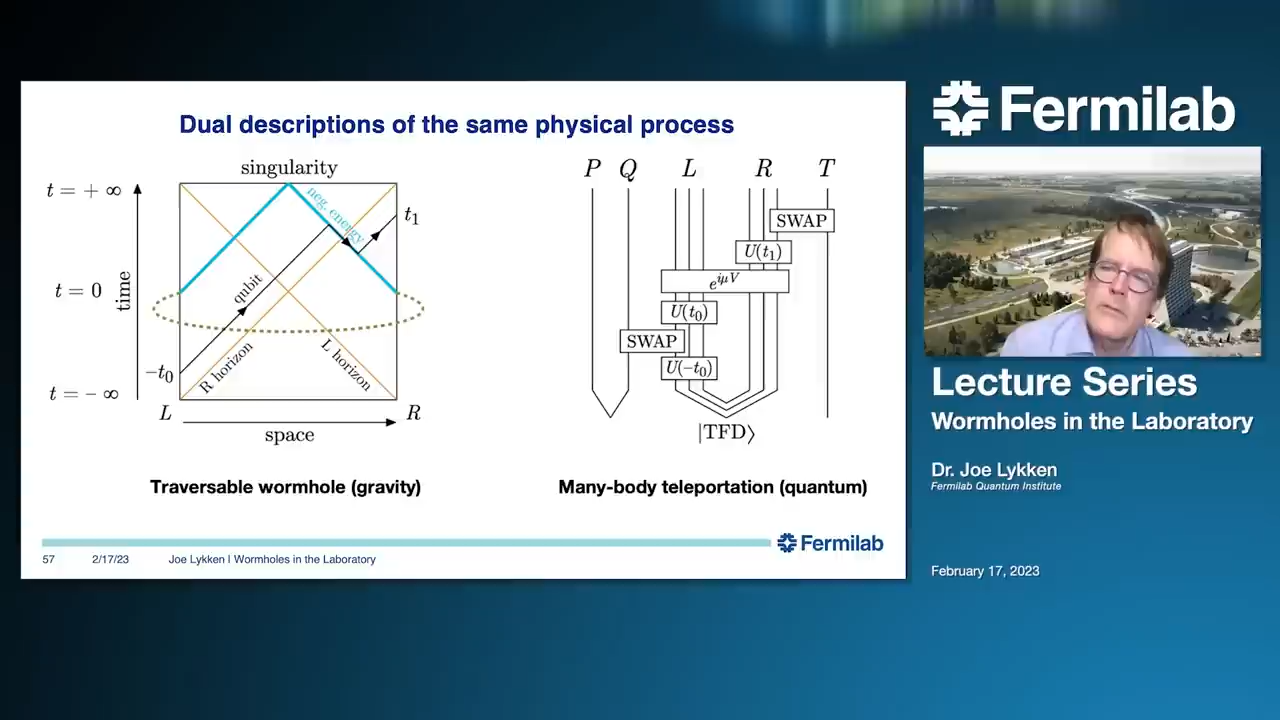 Dual descriptions of the same physical process
singularity
t = + ∞
neg. energy
t₁
qubit
t = 0
time
−t₀
R horizon
L horizon
t = − ∞
L
R
space
P Q L R T
SWAP
U(t₁)
e^{iμV}
U(t₀)
SWAP
U(−t₀)
|TFD⟩
Traversable wormhole (gravity)
Many-body teleportation (quantum)
Fermilab
57 2/17/23 Joe Lykken | Wormholes in the Laboratory
Fermilab
Lecture Series
Wormholes in the Laboratory
Dr. Joe Lykken
Fermilab Quantum Institute
February 17, 2023